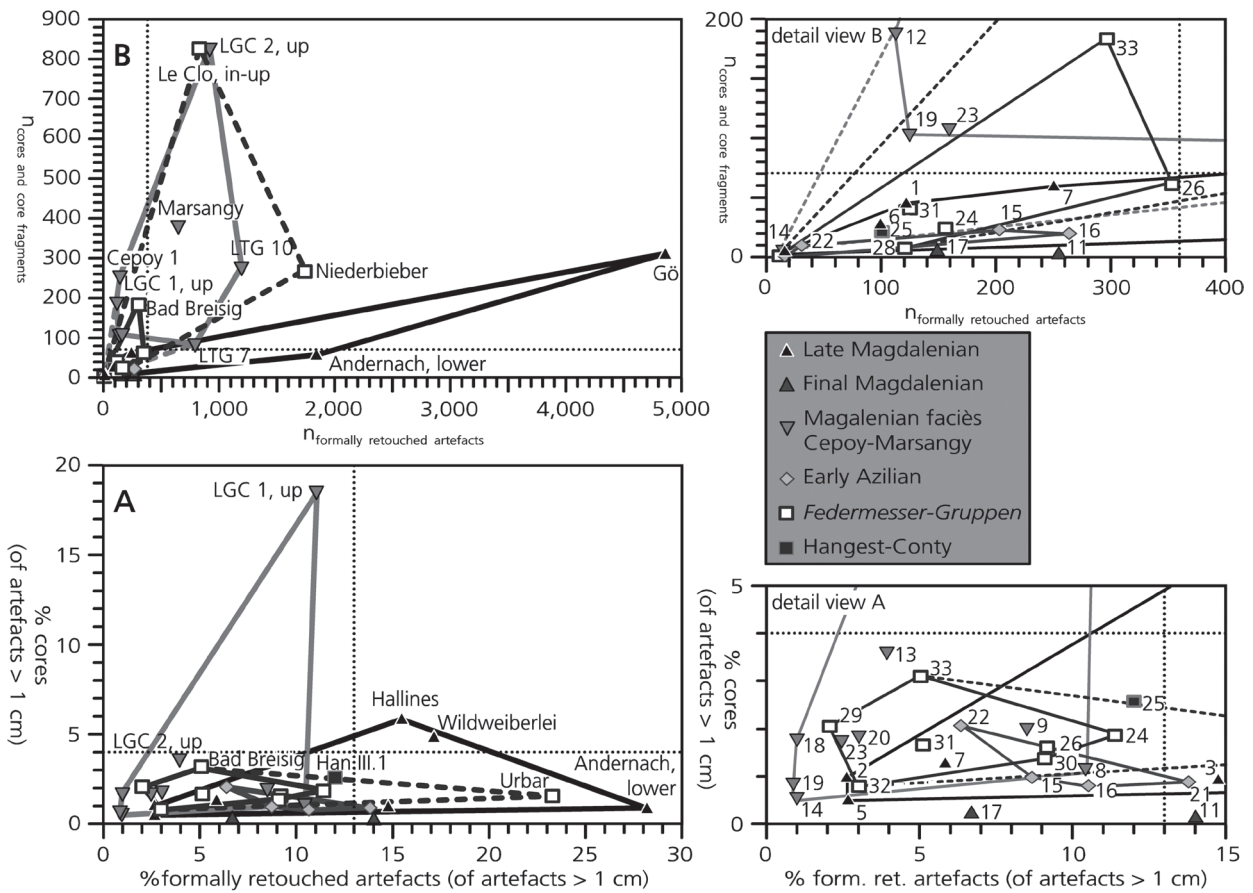 B
900
800
700
600
500
400
300
200
100
0
n cores and core fragments
LGC 2, up
Le Clo, in-up
Marsangy
Cepoy 1
LTG 10
LGC 1, up
Niederbieber
Bad Breisig
Gö
LTG 7
Andernach, lower
0
1,000
2,000
3,000
4,000
5,000
n formally retouched artefacts
detail view B
200
0
n cores and core fragments
12
33
19
23
1
31
7
26
6
25
24
15
16
14
22
28
17
11
0
100
200
300
400
n formally retouched artefacts
Late Magdalenian
Final Magdalenian
Magalenian faciès
Cepoy-Marsangy
Early Azilian
Federmesser-Gruppen
Hangest-Conty
A
20
15
10
5
0
% cores
(of artefacts > 1 cm)
LGC 1, up
Hallines
Wildweiberlei
LGC 2, up
Bad Breisig
Han.III.1
Urbar
Andernach,
lower
0
5
10
15
20
25
30
%formally retouched artefacts (of artefacts > 1 cm)
detail view A
5
0
% cores
(of artefacts > 1 cm)
13
33
25
29
22
9
24
18
23
20
31
26
7
30
19
2
32
8
3
14
5
15
16
21
17
11
0
5
10
15
% form. ret. artefacts (of artefacts > 1 cm)